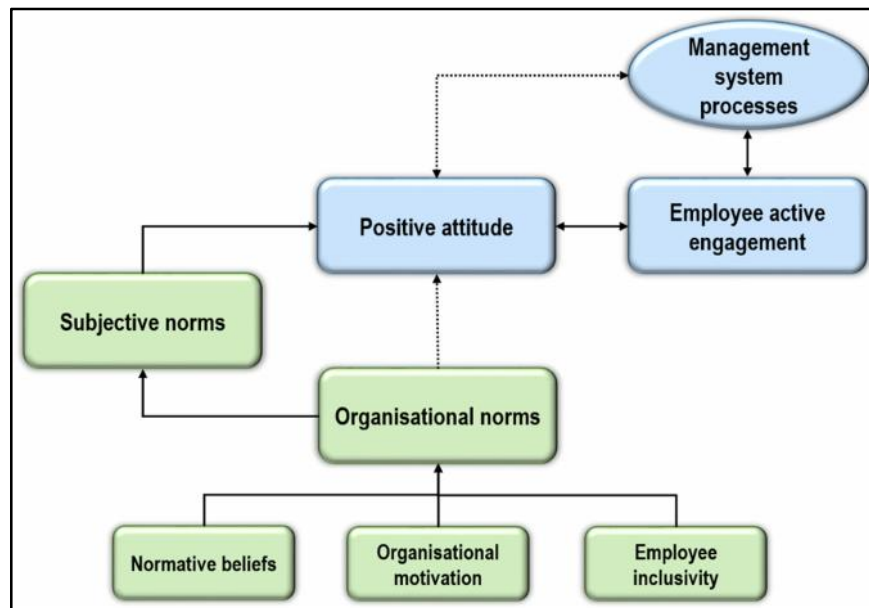 Management
system
processes
Positive attitude
Employee active
engagement
Subjective norms
Organisational norms
Normative beliefs
Organisational
motivation
Employee
inclusivity